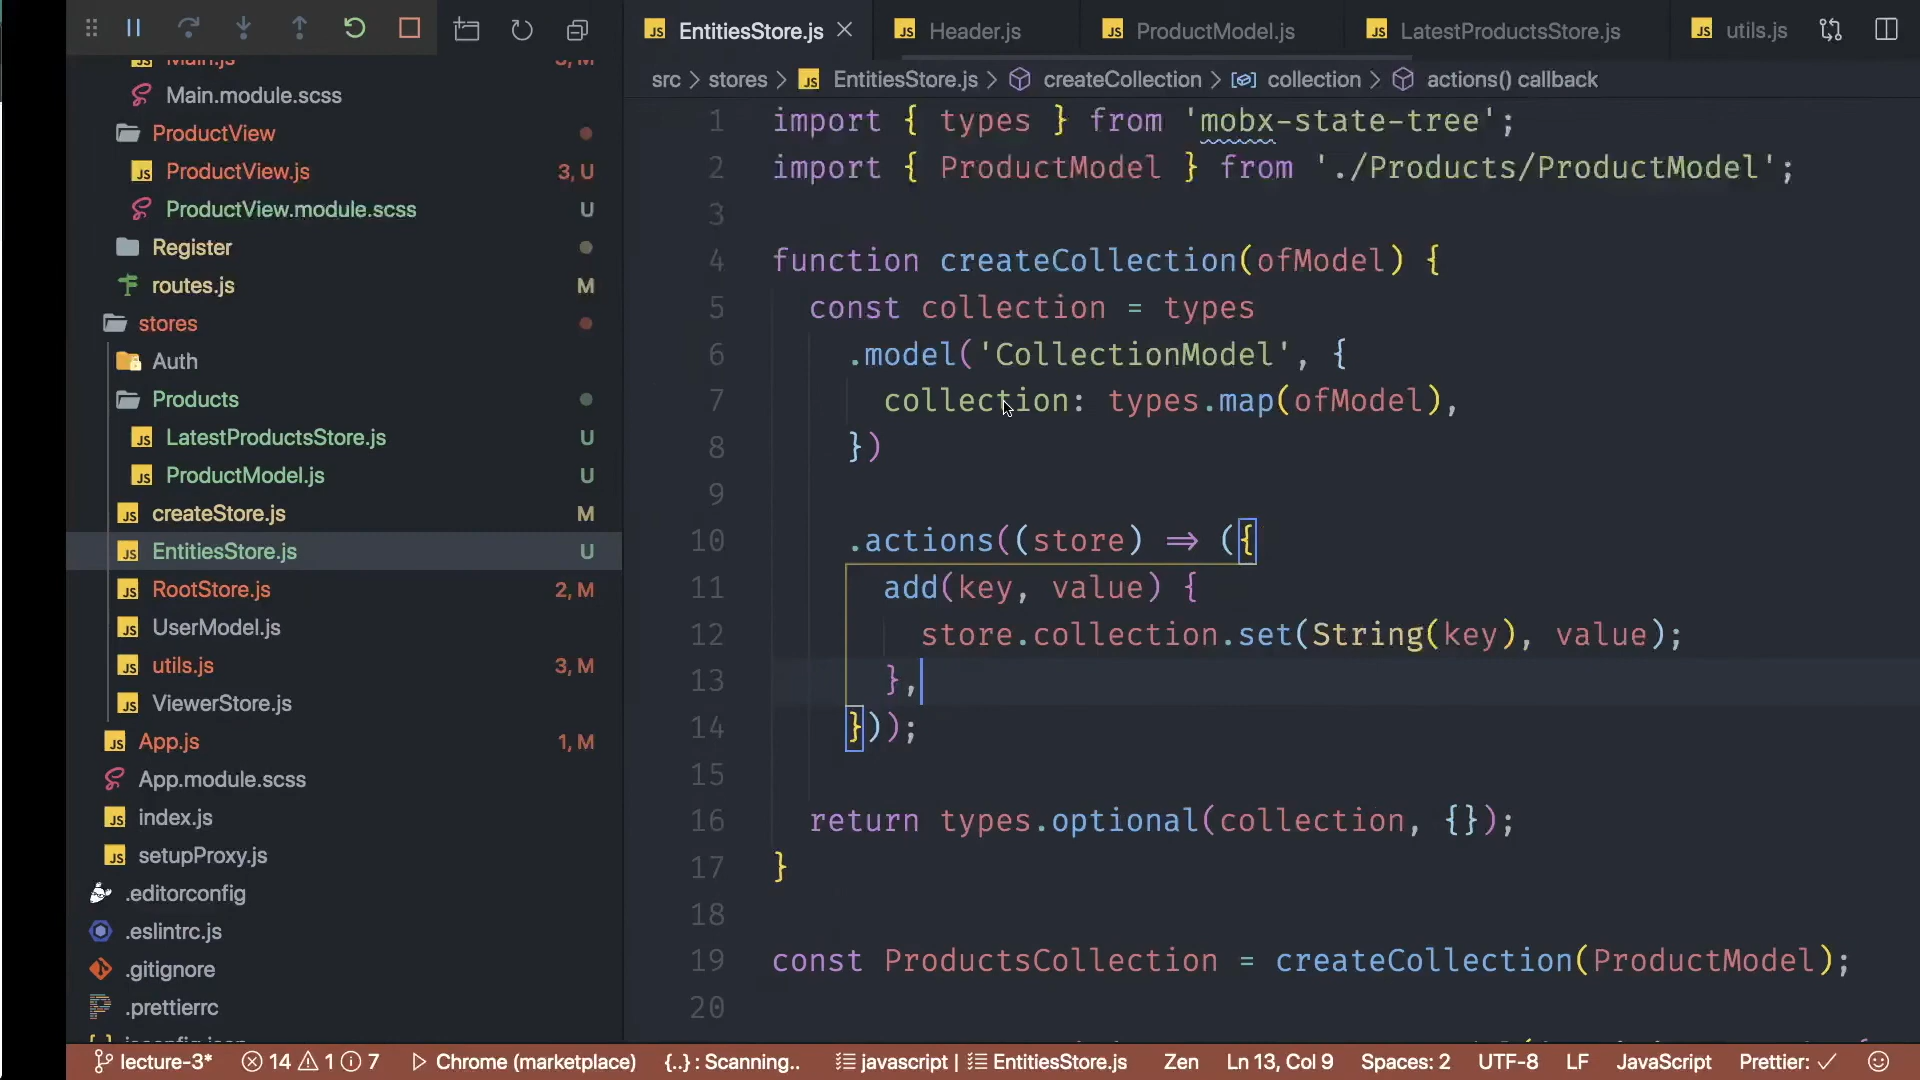 EntitiesStore.js
Header.js
ProductModel.js
LatestProductsStore.js
utils.js
src > stores > EntitiesStore.js > createCollection > collection > actions() callback
Main.js 3, M
Main.module.scss
ProductView
ProductView.js 3, U
ProductView.module.scss U
Register
routes.js M
stores
Auth
Products
LatestProductsStore.js U
ProductModel.js U
createStore.js M
EntitiesStore.js U
RootStore.js 2, M
UserModel.js
utils.js 3, M
ViewerStore.js
App.js 1, M
App.module.scss
index.js
setupProxy.js
.editorconfig
.eslintrc.js
.gitignore
.prettierrc
jsconfig.json
1 import { types } from 'mobx-state-tree';
2 import { ProductModel } from './Products/ProductModel';
3
4 function createCollection(ofModel) {
5 const collection = types
6 .model('CollectionModel', {
7 collection: types.map(ofModel),
8 })
9
10 .actions((store) => ({
11 add(key, value) {
12 store.collection.set(String(key), value);
13 },
14 }));
15
16 return types.optional(collection, {});
17 }
18
19 const ProductsCollection = createCollection(ProductModel);
20
lecture-3* 14 1 7 Chrome (marketplace) {..} : Scanning.. javascript | EntitiesStore.js Zen Ln 13, Col 9 Spaces: 2 UTF-8 LF JavaScript Prettier: ✓